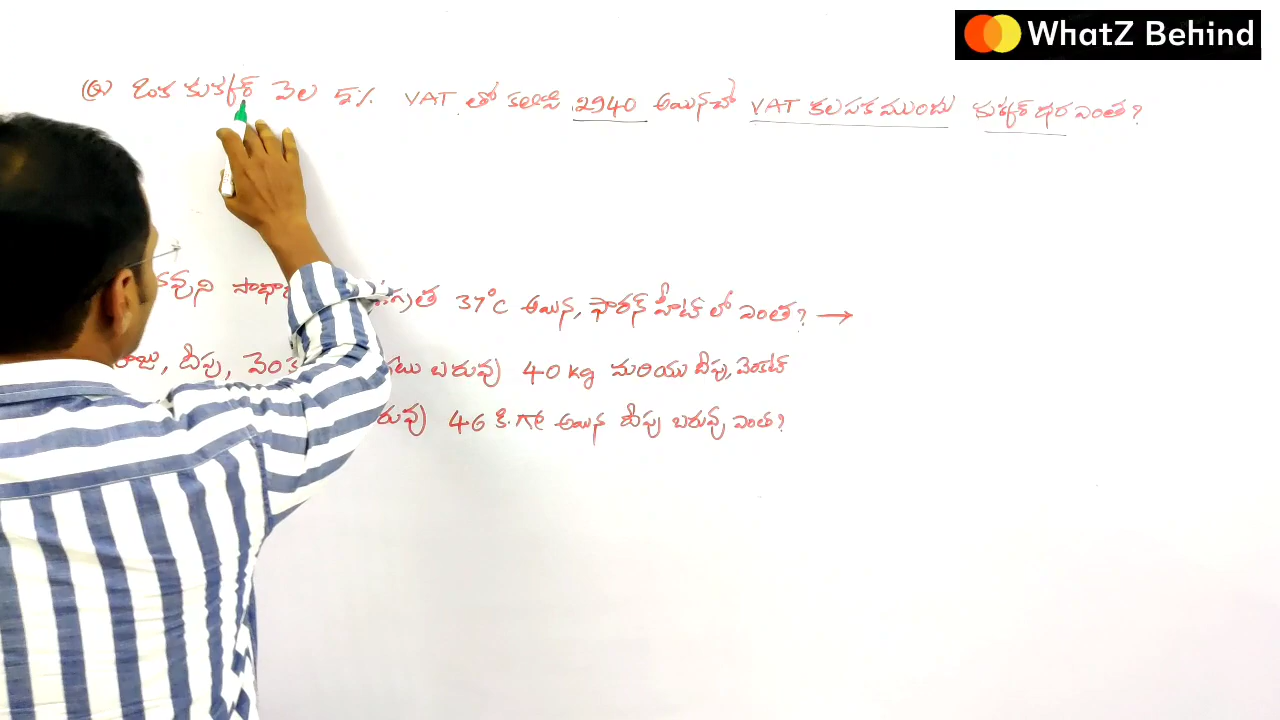 WhatZ Behind
ఒక కుక్కర్ వెల 5% VAT తో కలిపి 2940 అయినచో VAT కలపక ముందు కుక్కర్ ధర ఎంత?
37°C అయిన, ఫారన్ హీట్ లో ఎంత? →
రాజు, దీపు, బరువు 40 kg మరియు దీపు, వెంకట్
46 కి.గ్రా అయిన దీపు బరువు ఎంత?